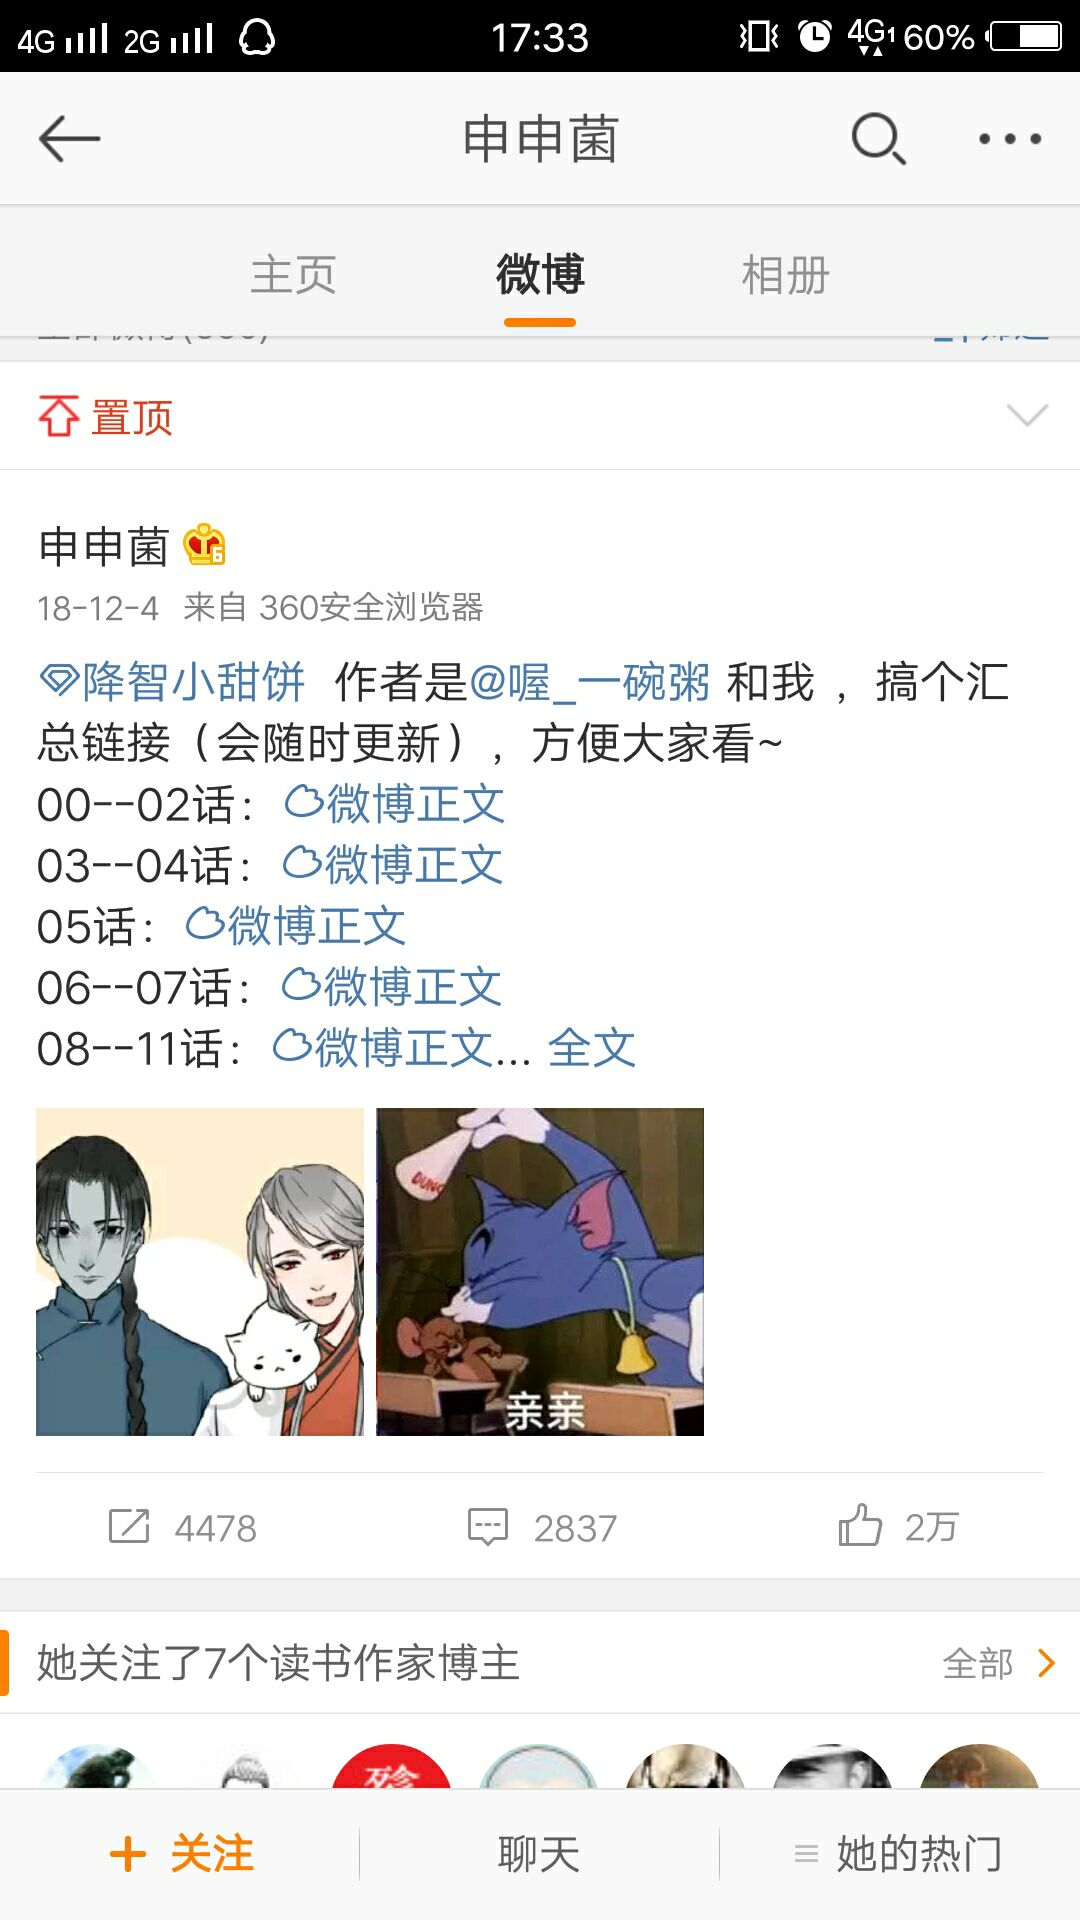 4G 2G 17:33 4G1 60%
申申菌
主页 微博 相册
置顶
申申菌 6
18-12-4 来自 360安全浏览器
降智小甜饼 作者是@喔_一碗粥 和我 ，搞个汇
总链接（会随时更新），方便大家看~
00--02话：微博正文
03--04话：微博正文
05话：微博正文
06--07话：微博正文
08--11话：微博正文... 全文
亲亲
4478 2837 2万
她关注了7个读书作家博主 全部
关注 聊天 她的热门